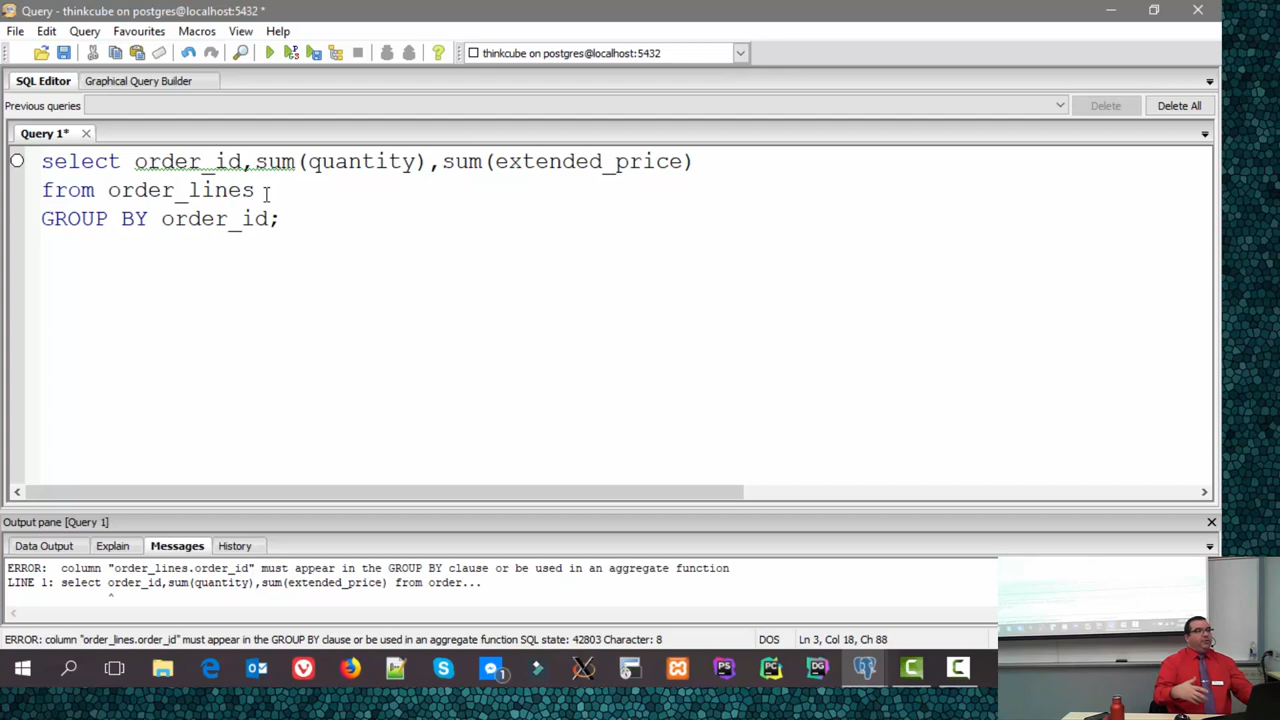 Query - thinkcube on postgres@localhost:5432 *
File Edit Query Favourites Macros View Help
thinkcube on postgres@localhost:5432
SQL Editor Graphical Query Builder
Previous queries Delete Delete All
Query 1*
select order_id,sum(quantity),sum(extended_price)
from order_lines
GROUP BY order_id;
Output pane [Query 1]
Data Output Explain Messages History
ERROR: column "order_lines.order_id" must appear in the GROUP BY clause or be used in an aggregate function
LINE 1: select order_id,sum(quantity),sum(extended_price) from order...
^
ERROR: column "order_lines.order_id" must appear in the GROUP BY clause or be used in an aggregate function SQL state: 42803 Character: 8 DOS Ln 3, Col 18, Ch 88
1 PS PC DG